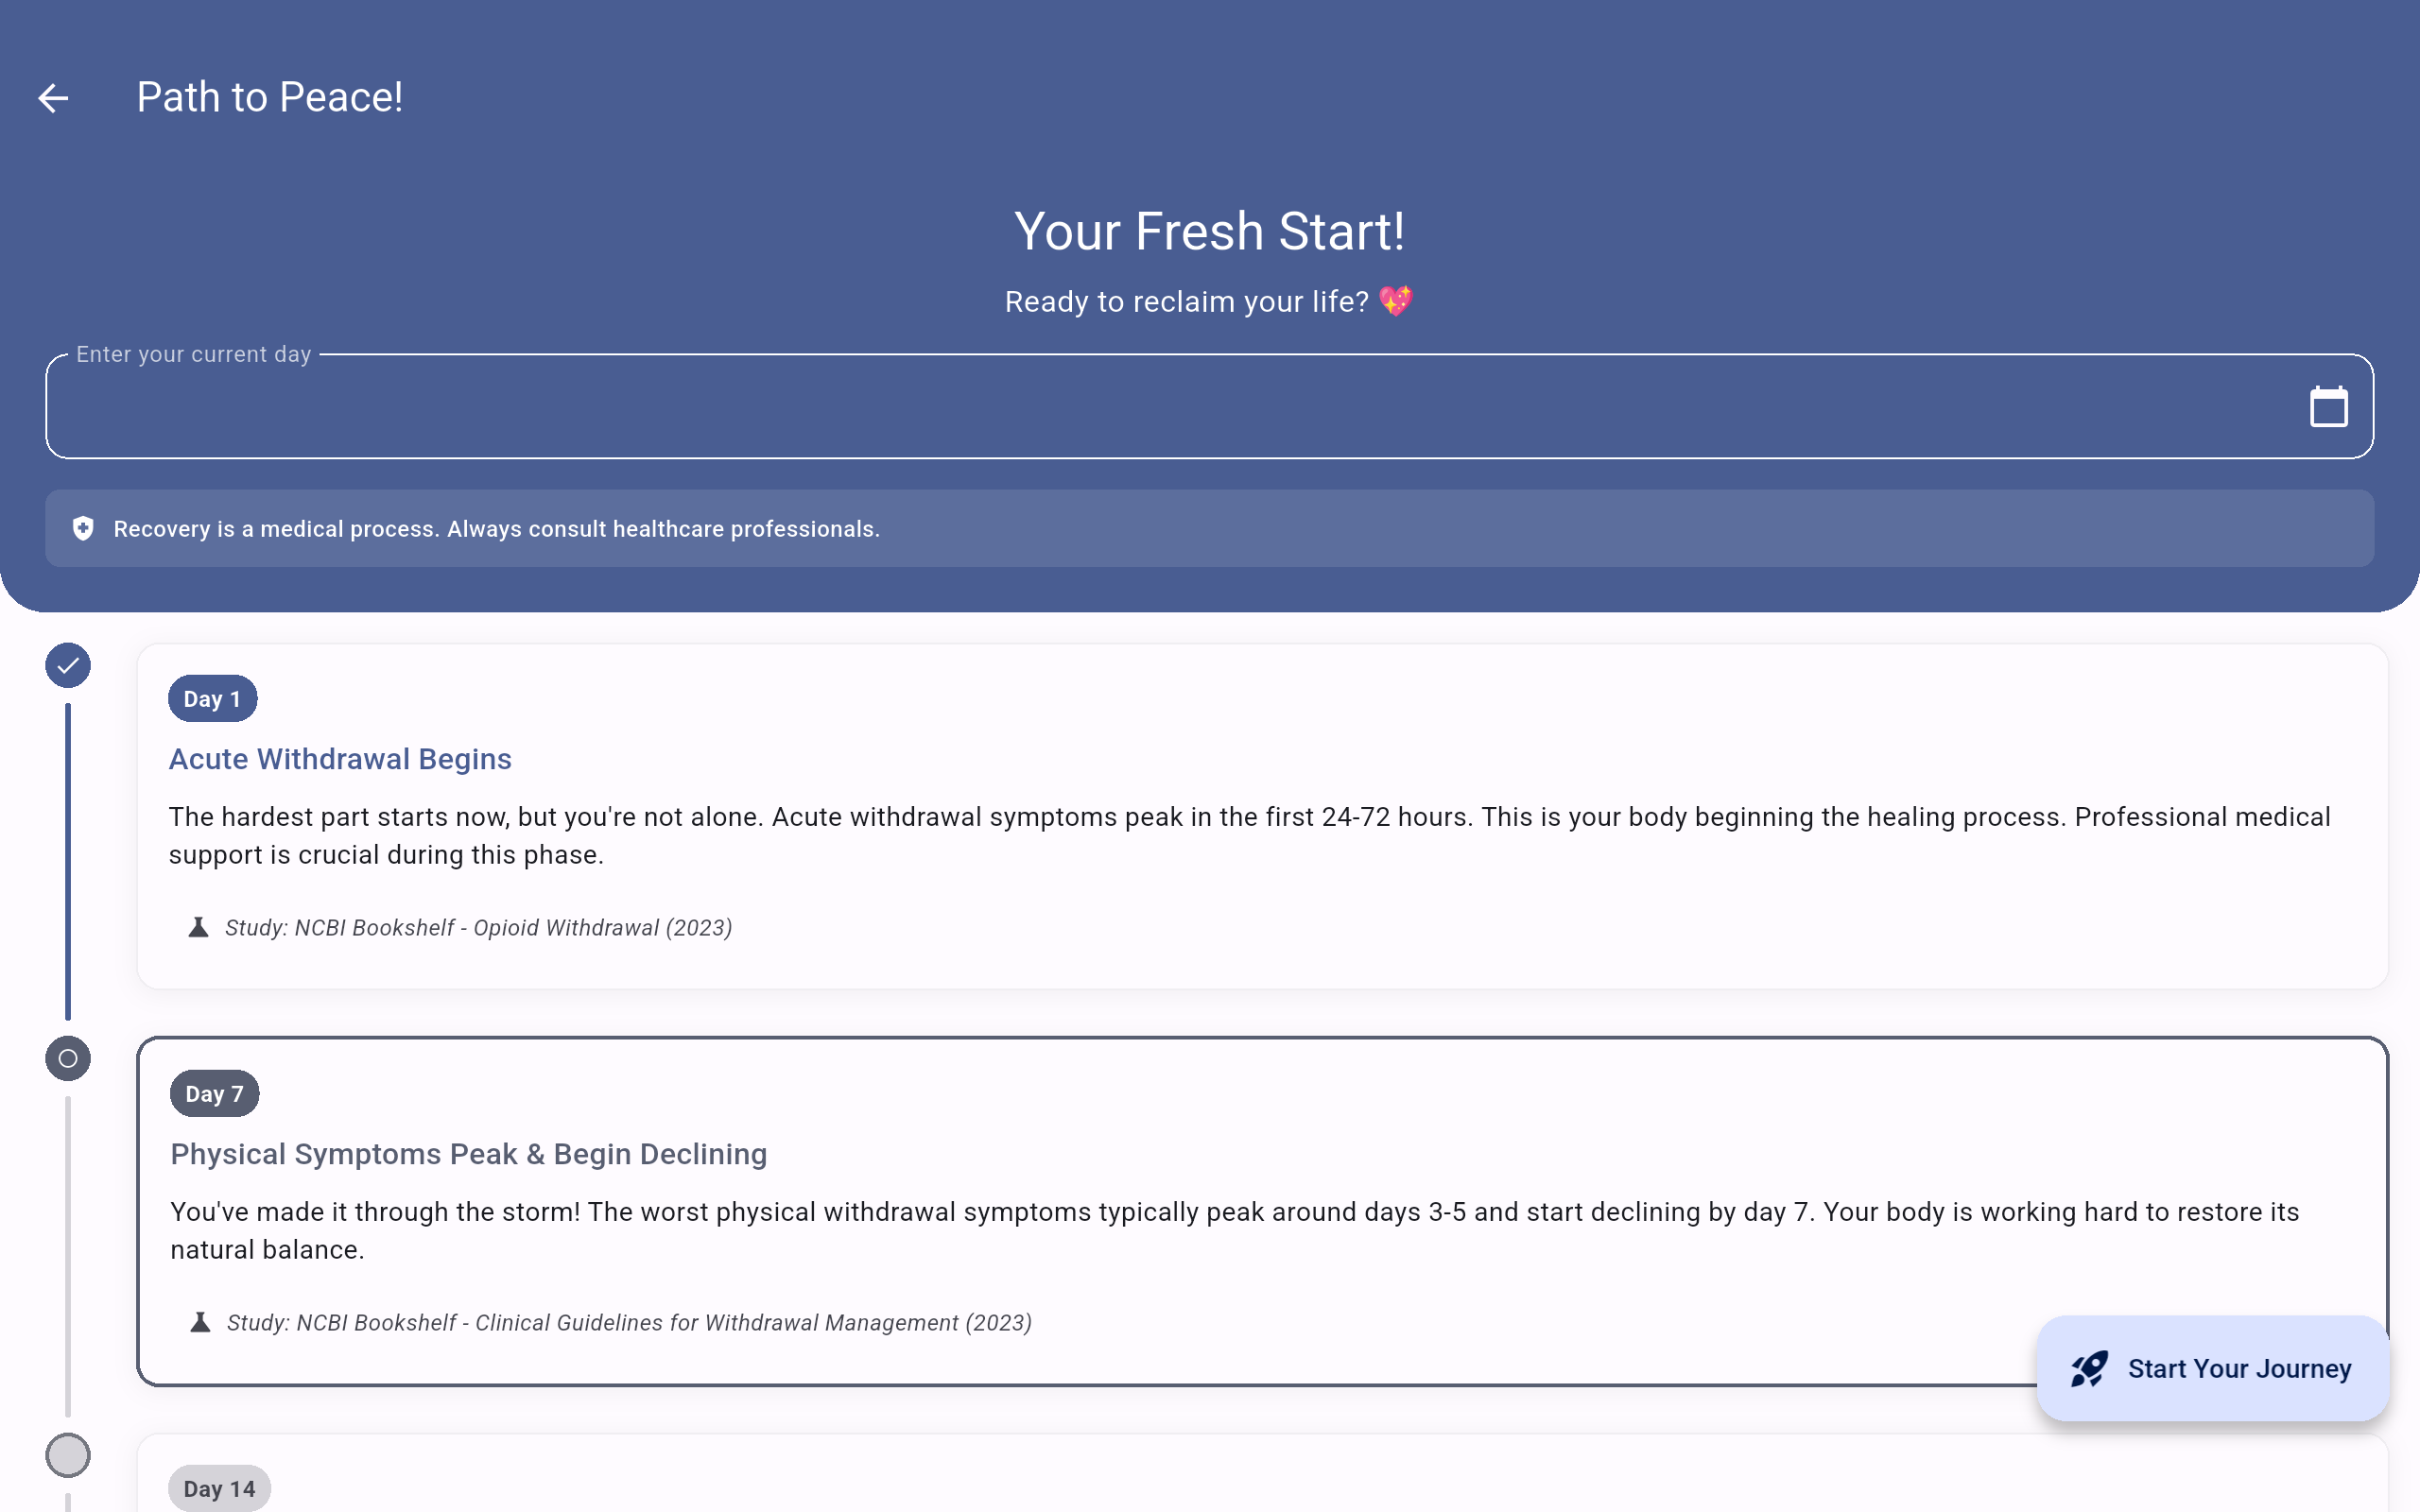 Path to Peace!
Your Fresh Start!
Ready to reclaim your life? 💖
Enter your current day
Recovery is a medical process. Always consult healthcare professionals.
Day 1
Acute Withdrawal Begins
The hardest part starts now, but you're not alone. Acute withdrawal symptoms peak in the first 24-72 hours. This is your body beginning the healing process. Professional medical
support is crucial during this phase.
Study: NCBI Bookshelf - Opioid Withdrawal (2023)
Day 7
Physical Symptoms Peak & Begin Declining
You've made it through the storm! The worst physical withdrawal symptoms typically peak around days 3-5 and start declining by day 7. Your body is working hard to restore its
natural balance.
Study: NCBI Bookshelf - Clinical Guidelines for Withdrawal Management (2023)
Start Your Journey
Day 14